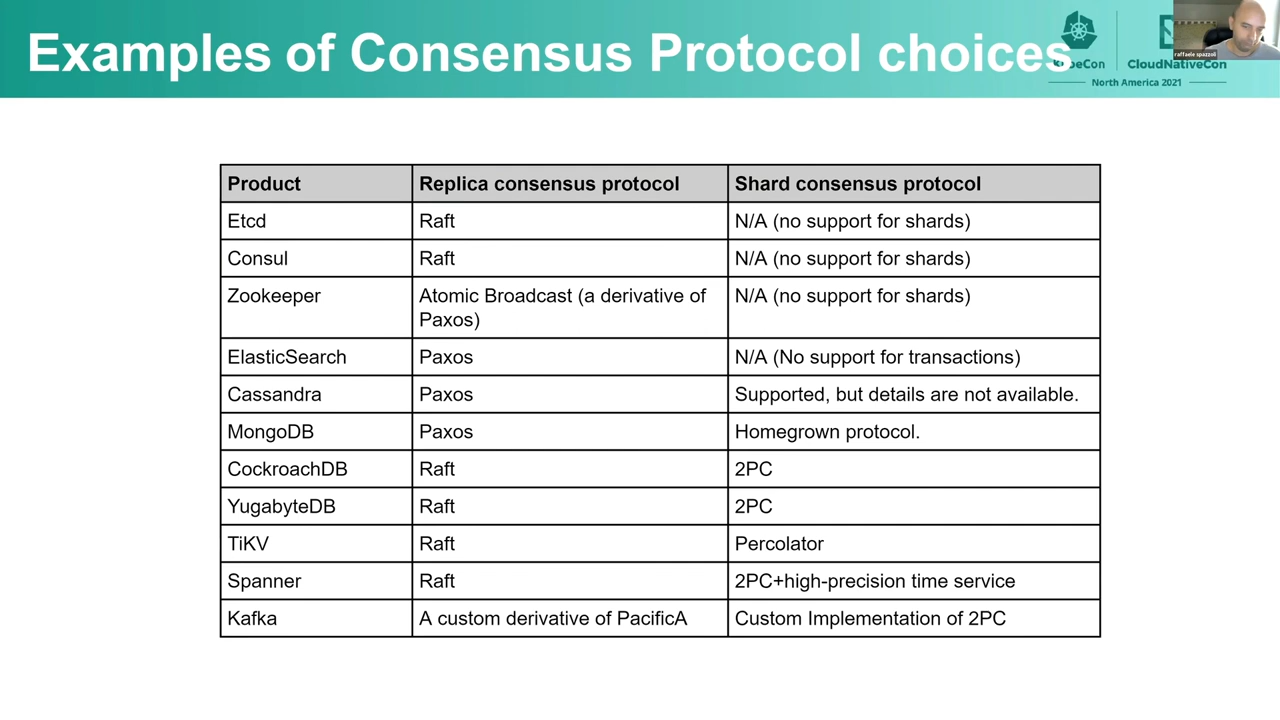 Examples of Consensus Protocol choices
CloudNativeCon
North America 2021
raffaele spazzoli
Product Replica consensus protocol Shard consensus protocol
Etcd Raft N/A (no support for shards)
Consul Raft N/A (no support for shards)
Zookeeper Atomic Broadcast (a derivative of N/A (no support for shards)
Paxos)
ElasticSearch Paxos N/A (No support for transactions)
Cassandra Paxos Supported, but details are not available.
MongoDB Paxos Homegrown protocol.
CockroachDB Raft 2PC
YugabyteDB Raft 2PC
TiKV Raft Percolator
Spanner Raft 2PC+high-precision time service
Kafka A custom derivative of PacificA Custom Implementation of 2PC